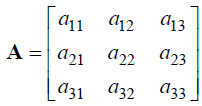 A = [ a₁₁ a₁₂ a₁₃
a₂₁ a₂₂ a₂₃
a₃₁ a₃₂ a₃₃ ]